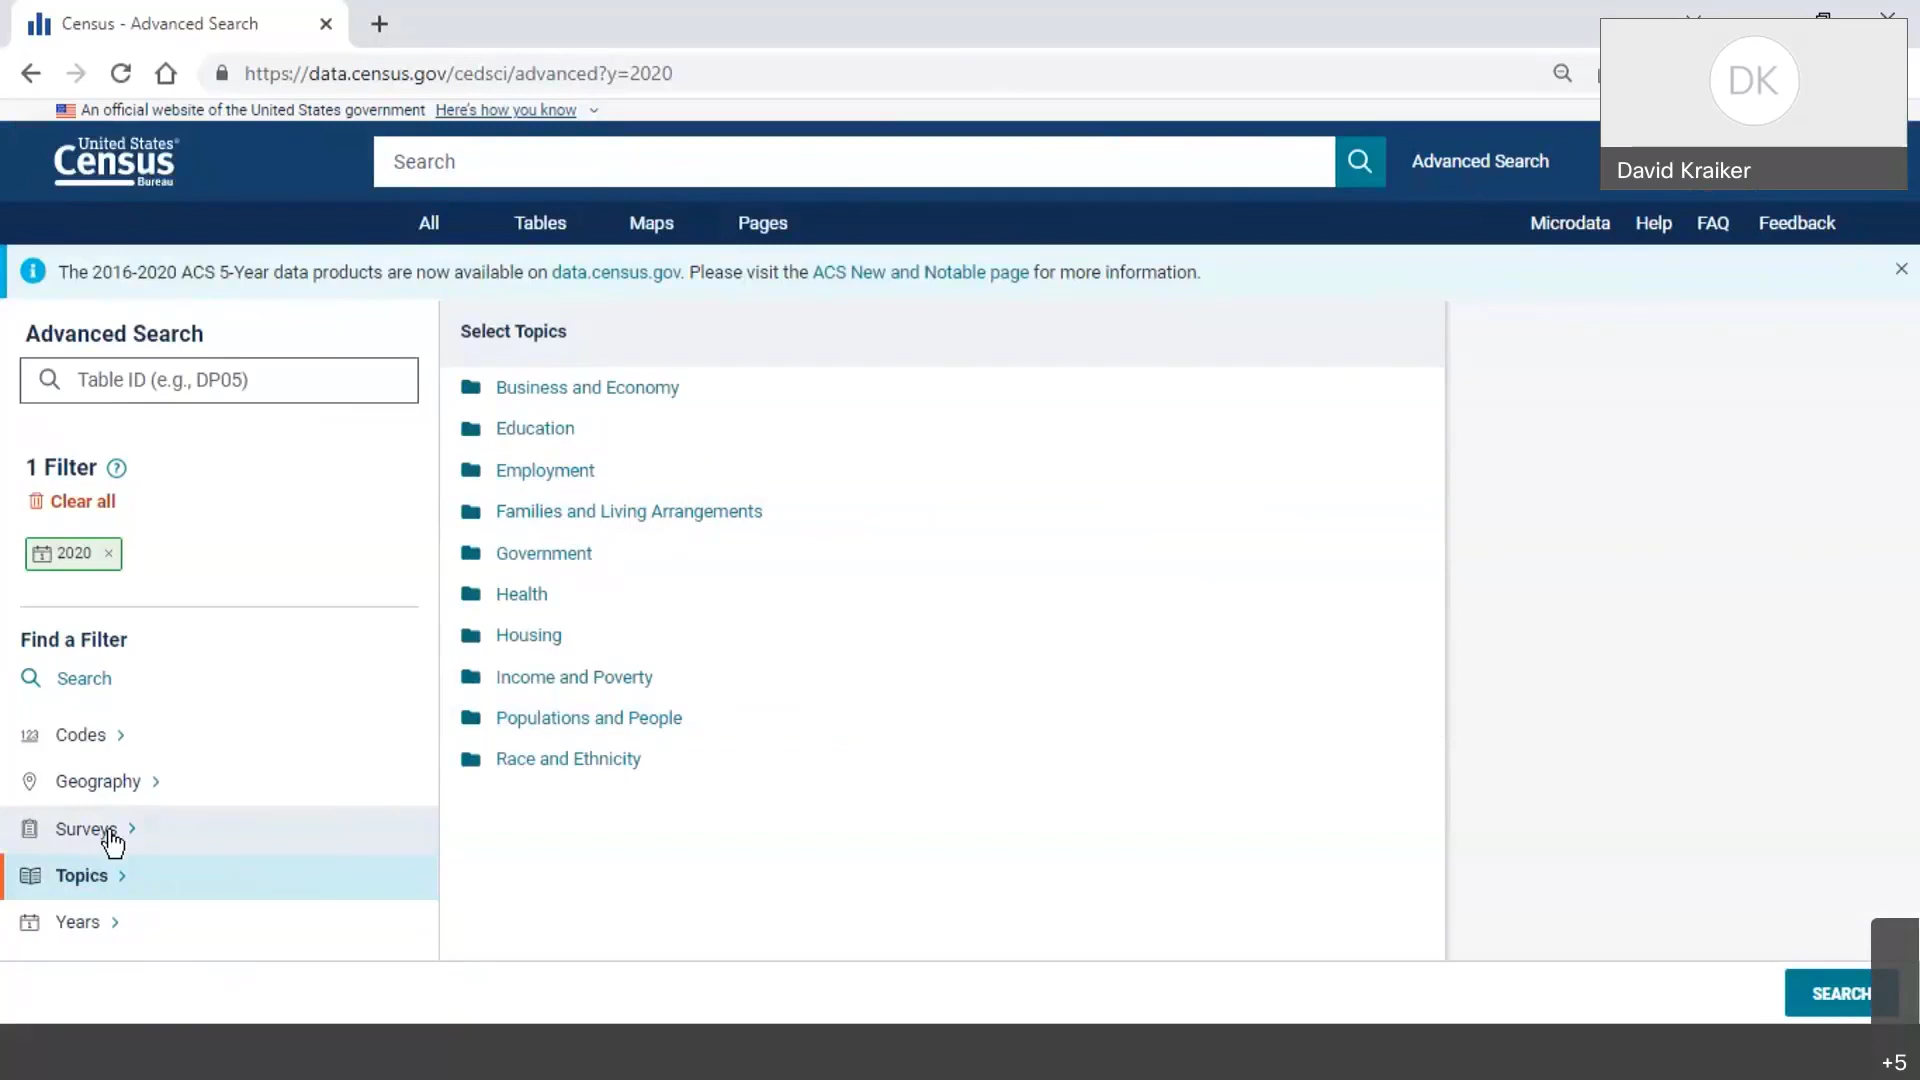 Census - Advanced Search
https://data.census.gov/cedsci/advanced?y=2020
DK
David Kraiker
An official website of the United States government Here's how you know
United States®
Census
Bureau
Search
Advanced Search
All Tables Maps Pages Microdata Help FAQ Feedback
The 2016-2020 ACS 5-Year data products are now available on data.census.gov. Please visit the ACS New and Notable page for more information.
Advanced Search
Table ID (e.g., DP05)
1 Filter
Clear all
2020
Find a Filter
Search
123 Codes
Geography
Surveys
Topics
Years
Select Topics
Business and Economy
Education
Employment
Families and Living Arrangements
Government
Health
Housing
Income and Poverty
Populations and People
Race and Ethnicity
SEARCH
+5